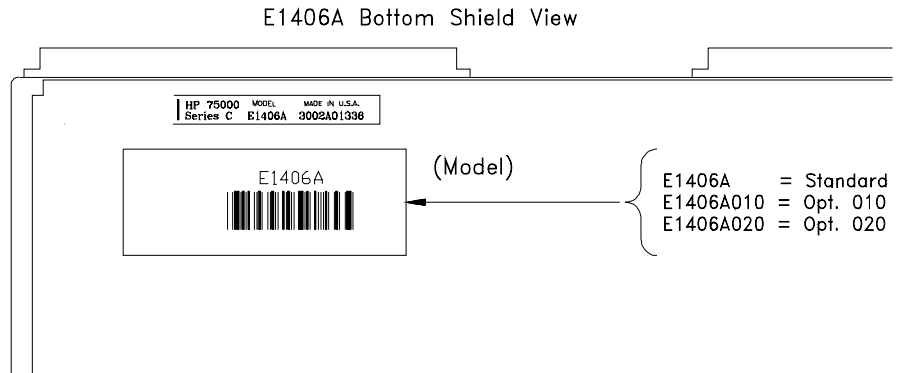 E1406A Bottom Shield View
HP 75000 MODEL MADE IN U.S.A.
Series C E1406A 3002A01336
E1406A
(Model)
E1406A = Standard
E1406A010 = Opt. 010
E1406A020 = Opt. 020